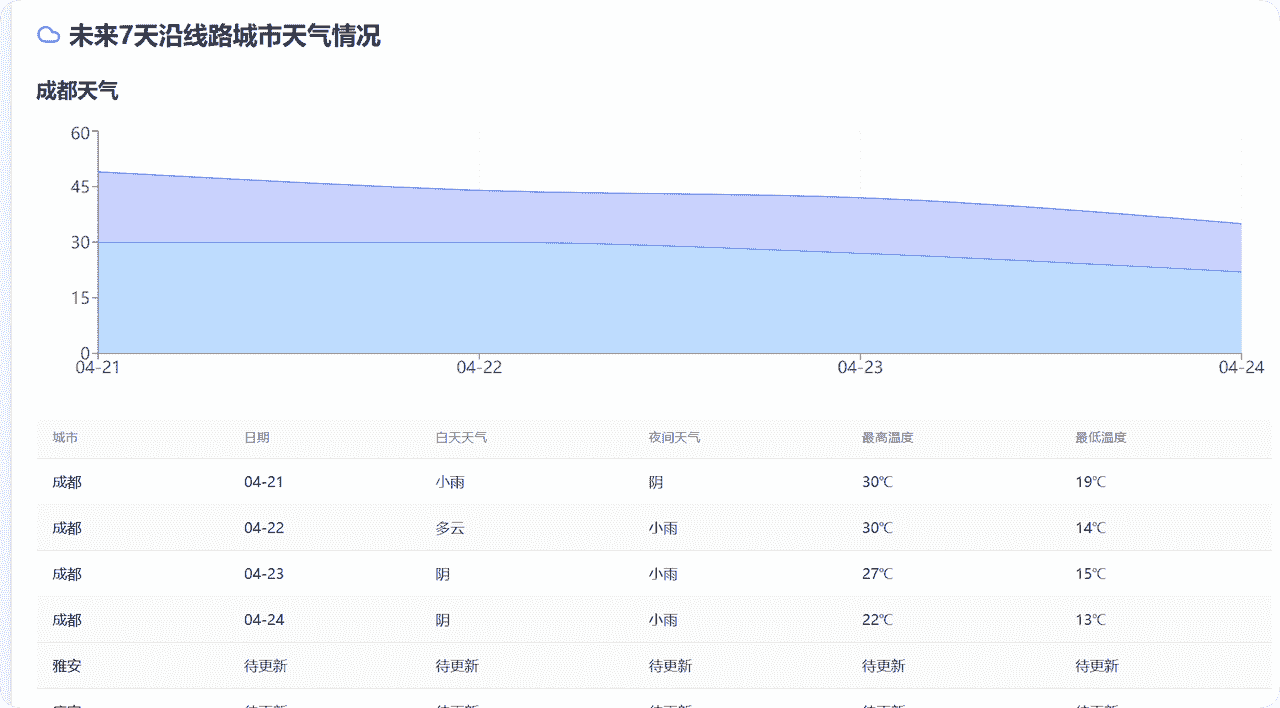 未来7天沿线路城市天气情况
成都天气
60
45
30
15
0
04-21 04-22 04-23 04-24
城市 日期 白天天气 夜间天气 最高温度 最低温度
成都 04-21 小雨 阴 30℃ 19℃
成都 04-22 多云 小雨 30℃ 14℃
成都 04-23 阴 小雨 27℃ 15℃
成都 04-24 阴 小雨 22℃ 13℃
雅安 待更新 待更新 待更新 待更新 待更新